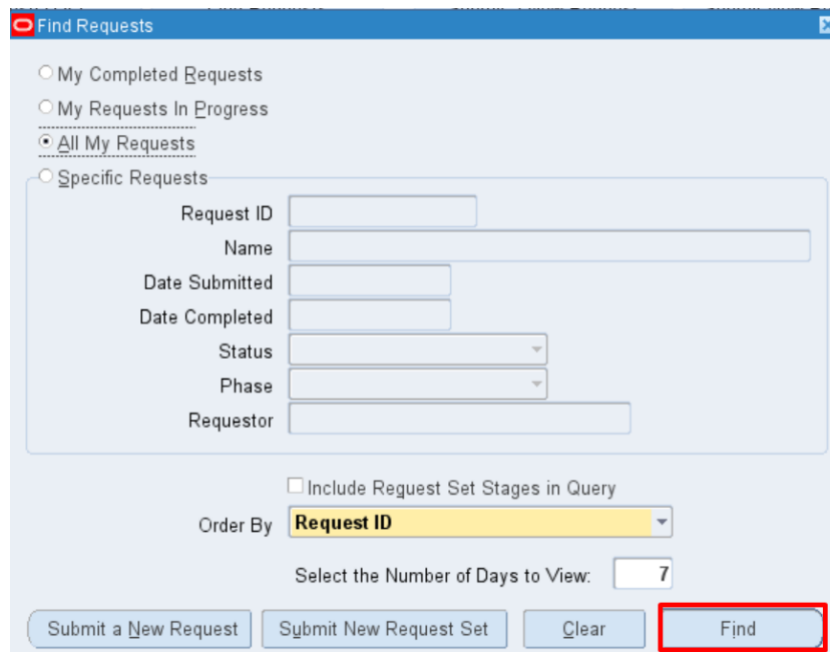 Find Requests
My Completed Requests
My Requests In Progress
All My Requests
Specific Requests
Request ID
Name
Date Submitted
Date Completed
Status
Phase
Requestor
Include Request Set Stages in Query
Order By Request ID
Select the Number of Days to View: 7
Submit a New Request Submit New Request Set Clear Find